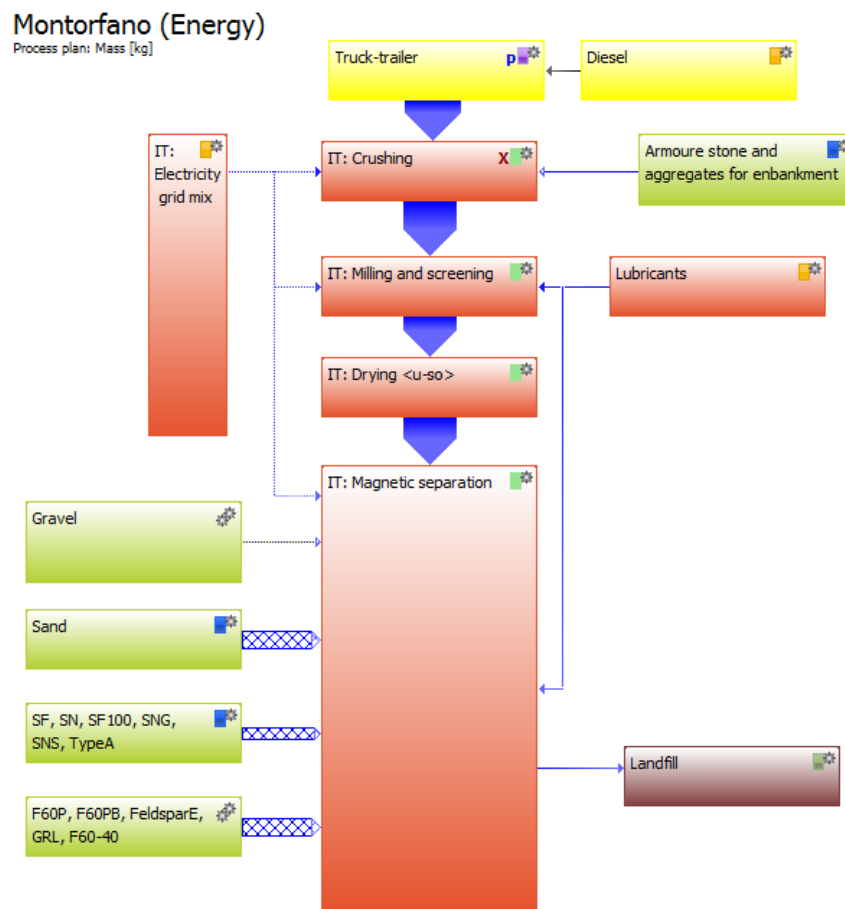 Montorfano (Energy)
Process plan: Mass [kg]
Truck-trailer
p
Diesel
IT:
Electricity
grid mix
IT: Crushing
X
Armoure stone and
aggregates for enbankment
IT: Milling and screening
Lubricants
IT: Drying <u-so>
IT: Magnetic separation
Gravel
Sand
SF, SN, SF100, SNG,
SNS, TypeA
Landfill
F60P, F60PB, FeldsparE,
GRL, F60-40